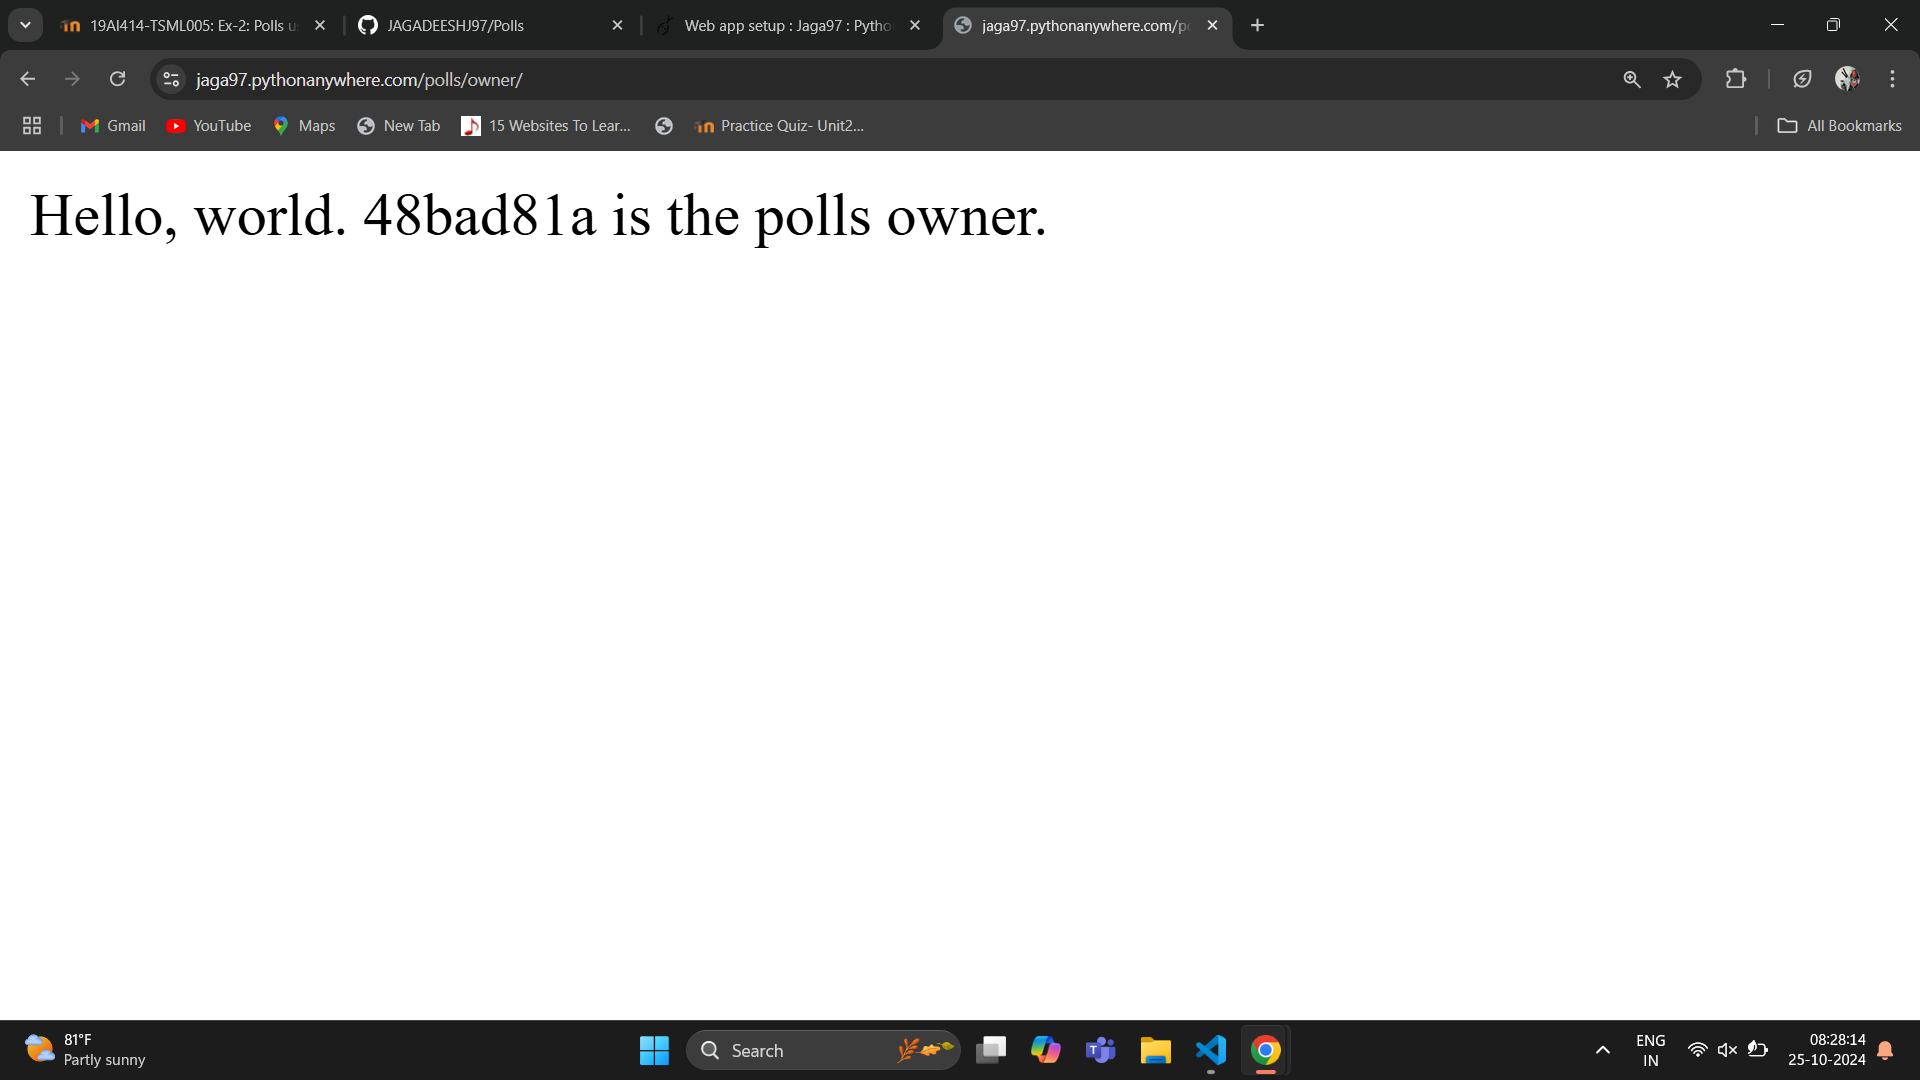 19AI414-TSML005: Ex-2: Polls u
JAGADEESHJ97/Polls
Web app setup : Jaga97 : Pytho
jaga97.pythonanywhere.com/po
jaga97.pythonanywhere.com/polls/owner/
Gmail
YouTube
Maps
New Tab
15 Websites To Lear...
Practice Quiz- Unit2...
All Bookmarks
Hello, world. 48bad81a is the polls owner.
81°F
Partly sunny
Search
ENG
IN
08:28:14
25-10-2024